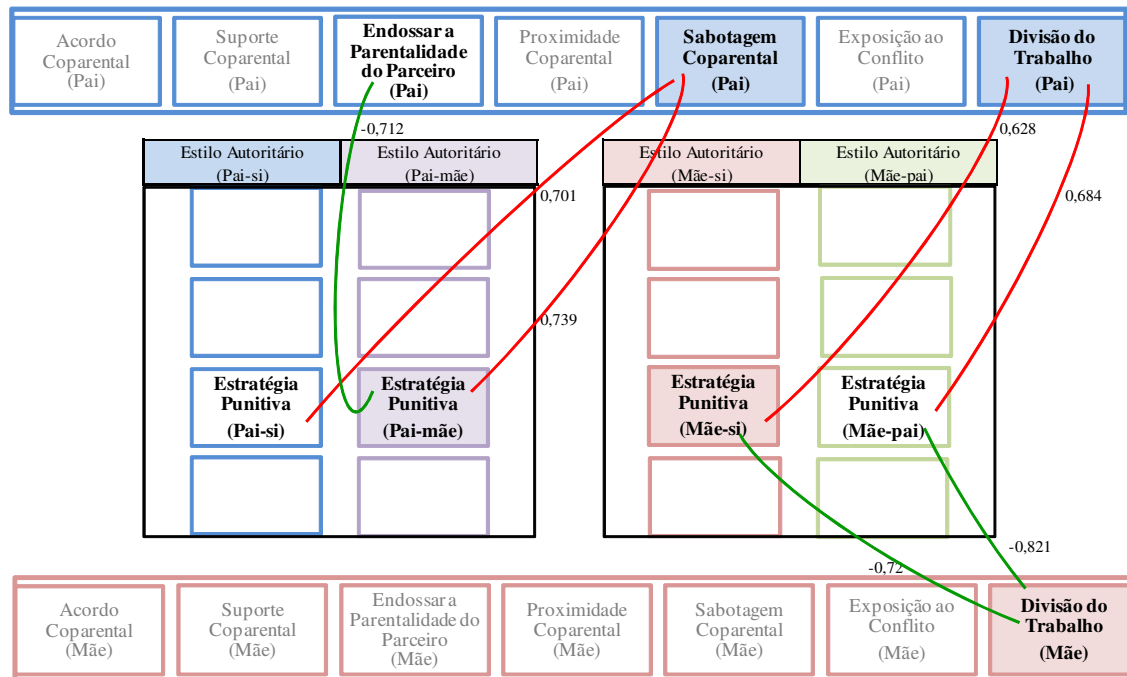 Acordo
Coparental
(Pai)
Suporte
Coparental
(Pai)
Endossar a
Parentalidade
do Parceiro
(Pai)
Proximidade
Coparental
(Pai)
Sabotagem
Coparental
(Pai)
Exposição ao
Conflito
(Pai)
Divisão do
Trabalho
(Pai)
-0,712
0,628
Estilo Autoritário
(Pai-si)
Estilo Autoritário
(Pai-mãe)
Estilo Autoritário
(Mãe-si)
Estilo Autoritário
(Mãe-pai)
0,701
0,684
0,739
Estratégia
Punitiva
(Pai-si)
Estratégia
Punitiva
(Pai-mãe)
Estratégia
Punitiva
(Mãe-si)
Estratégia
Punitiva
(Mãe-pai)
-0,821
-0,72
Acordo
Coparental
(Mãe)
Suporte
Coparental
(Mãe)
Endossar a
Parentalidade do
Parceiro
(Mãe)
Proximidade
Coparental
(Mãe)
Sabotagem
Coparental
(Mãe)
Exposição ao
Conflito
(Mãe)
Divisão do
Trabalho
(Mãe)